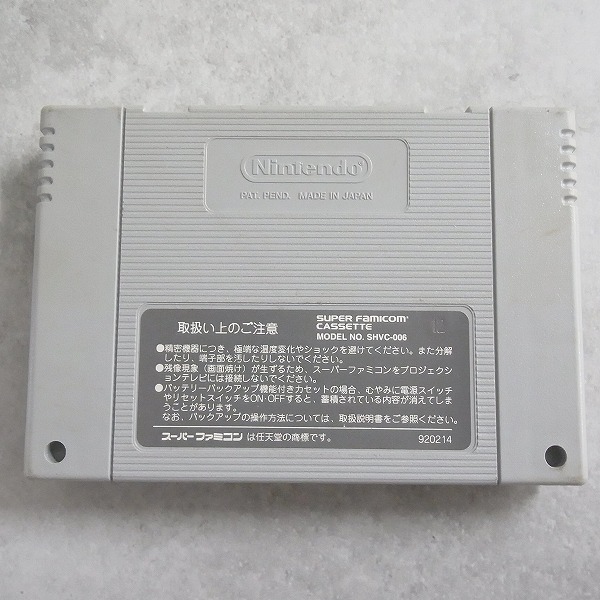 Nintendo®
PAT. PEND. MADE IN JAPAN
取扱い上のご注意
SUPER FAMICOM™
CASSETTE
MODEL NO. SHVC-006
●精密機器につき、極端な温度変化やショックを避けてください。また分解
したり、端子部を汚したりしないでください。
●残像現象（画面焼け）が生ずるため、スーパーファミコンをプロジェクシ
ョンテレビには接続しないでください。
●バッテリーバックアップ機能付きカセットの場合、むやみに電源スイッチ
やリセットスイッチをON・OFFすると、蓄積されている内容が消えてしま
うことがあります。
なお、バックアップの操作方法については、取扱説明書をご参照ください。
スーパーファミコン は任天堂の商標です。
920214